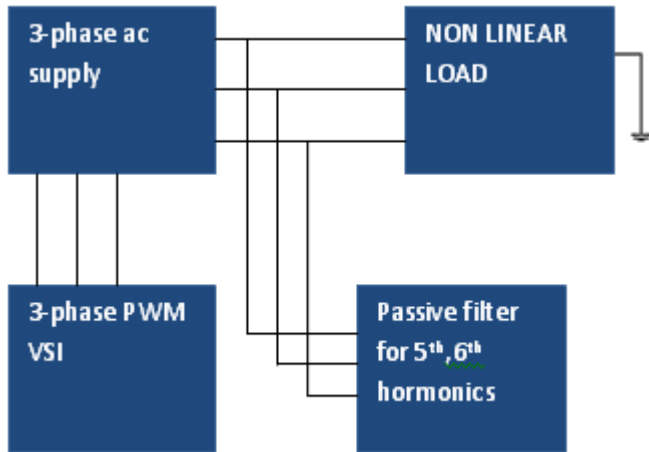 3-phase ac
supply
NON LINEAR
LOAD
3-phase PWM
VSI
Passive filter
for 5th,6th
hormonics